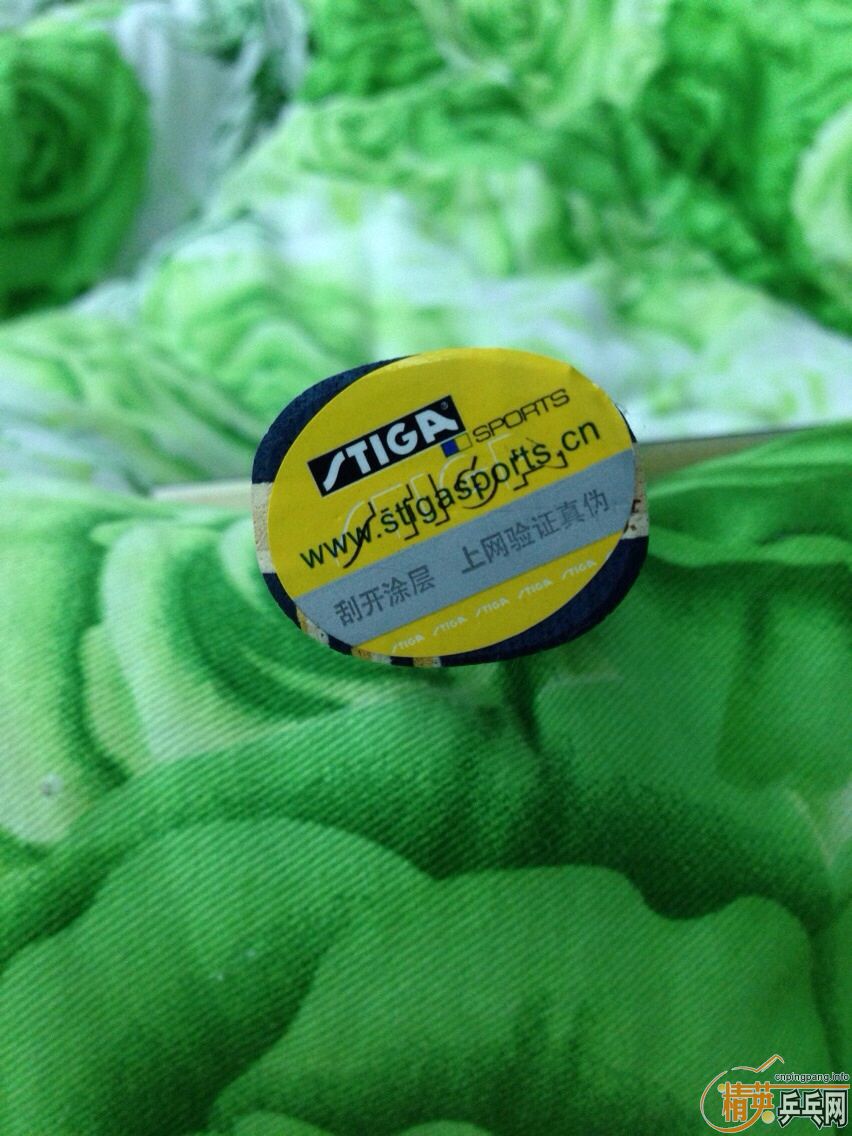 STIGA® SPORTS
www.stigasports.cn
刮开涂层 上网验证真伪
STIGA STIGA STIGA STIGA STIGA
cnpingpang.info
精英乒乓网